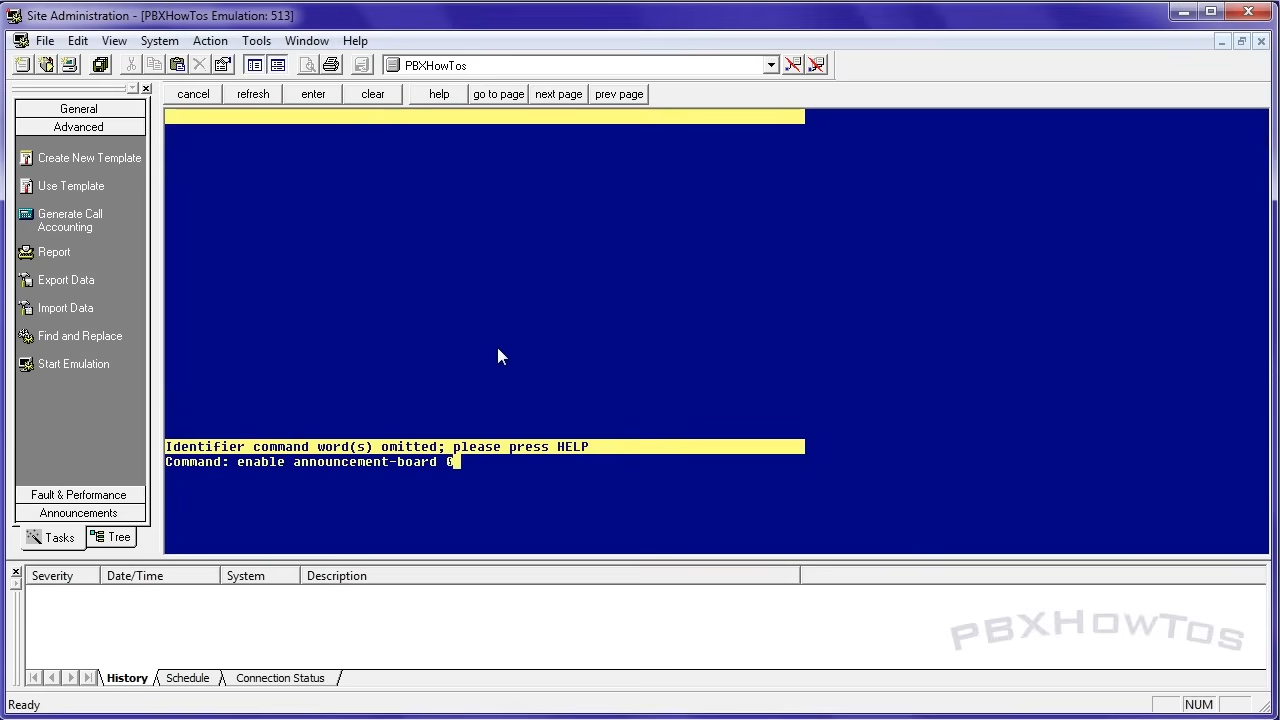 Site Administration - [PBXHowTos Emulation: 513]
File Edit View System Action Tools Window Help
PBXHowTos
cancel refresh enter clear help go to page next page prev page
General
Advanced
Create New Template
Use Template
Generate Call
Accounting
Report
Export Data
Import Data
Find and Replace
Start Emulation
Fault & Performance
Announcements
Tasks Tree
Identifier command word(s) omitted; please press HELP
Command: enable announcement-board 0
Severity Date/Time System Description
PBXHowTos
History Schedule Connection Status
Ready NUM